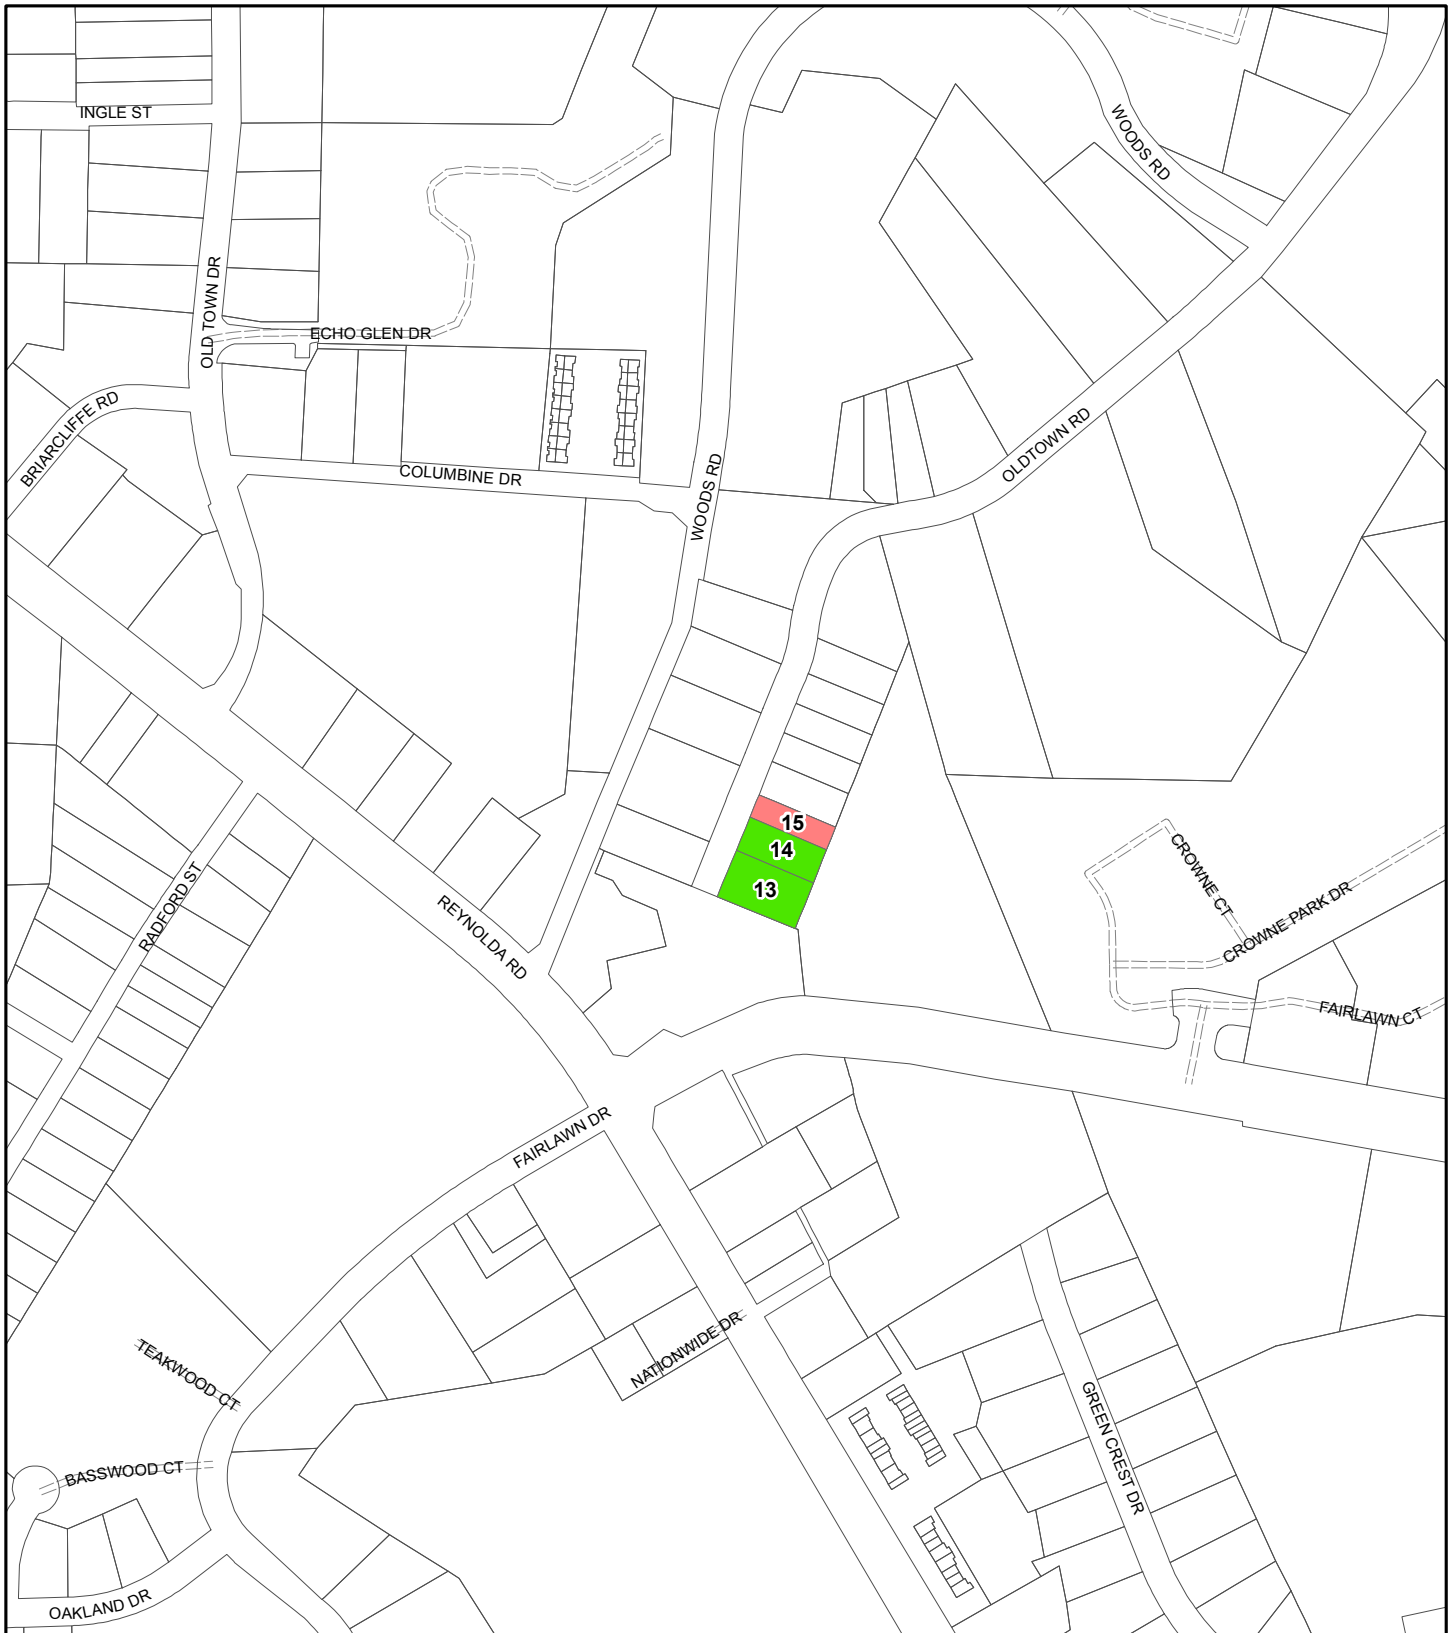 INGLE ST
WOODS RD
OLD TOWN DR
ECHO GLEN DR
BRIARCLIFFE RD
OLDTOWN RD
COLUMBINE DR
WOODS RD
15
14
13
CROWNE CT
CROWNE PARK DR
RADFORD ST
REYNOLDA RD
FAIRLAWN CT
FAIRLAWN DR
NATIONWIDE DR
TEAKWOOD CT
GREEN CREST DR
BASSWOOD CT
OAKLAND DR